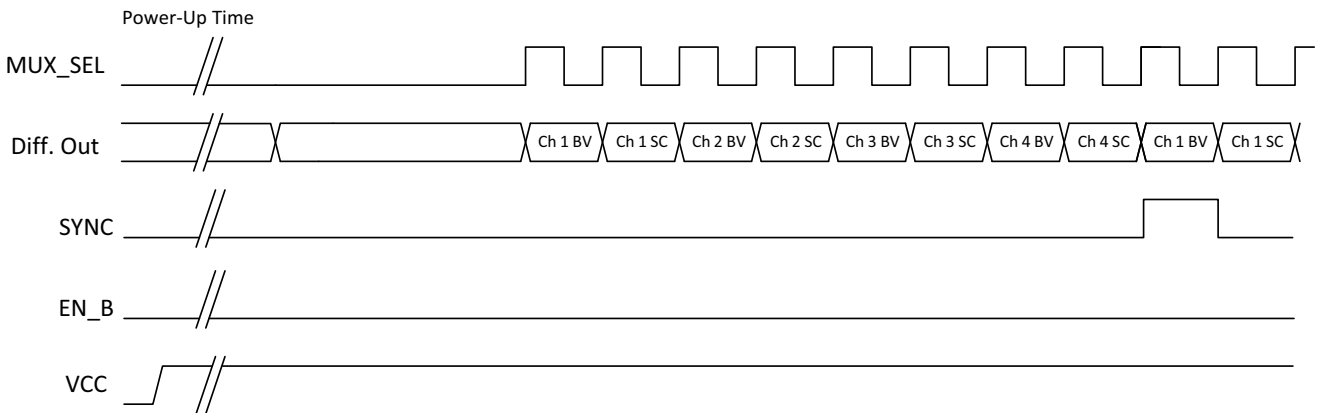 Power-Up Time
MUX_SEL
Diff. Out Ch 1 BV Ch 1 SC Ch 2 BV Ch 2 SC Ch 3 BV Ch 3 SC Ch 4 BV Ch 4 SC Ch 1 BV Ch 1 SC
SYNC
EN_B
VCC